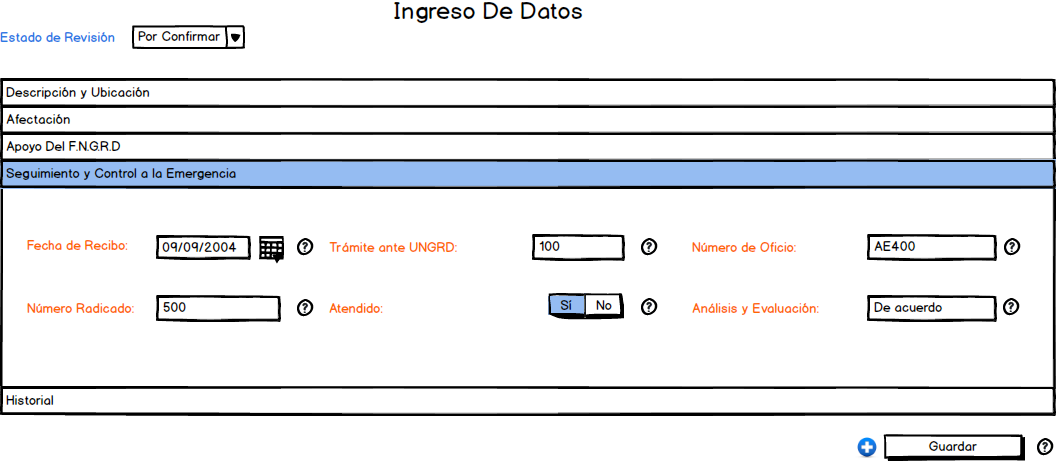 Ingreso De Datos
Estado de Revisión Por Confirmar
Descripción y Ubicación
Afectación
Apoyo Del F.N.G.R.D
Seguimiento y Control a la Emergencia
Fecha de Recibo: 09/09/2004 ? Trámite ante UNGRD: 100 ? Número de Oficio: AE400 ?
Número Radicado: 500 ? Atendido: Sí No ? Análisis y Evaluación: De acuerdo ?
Historial
Guardar ?